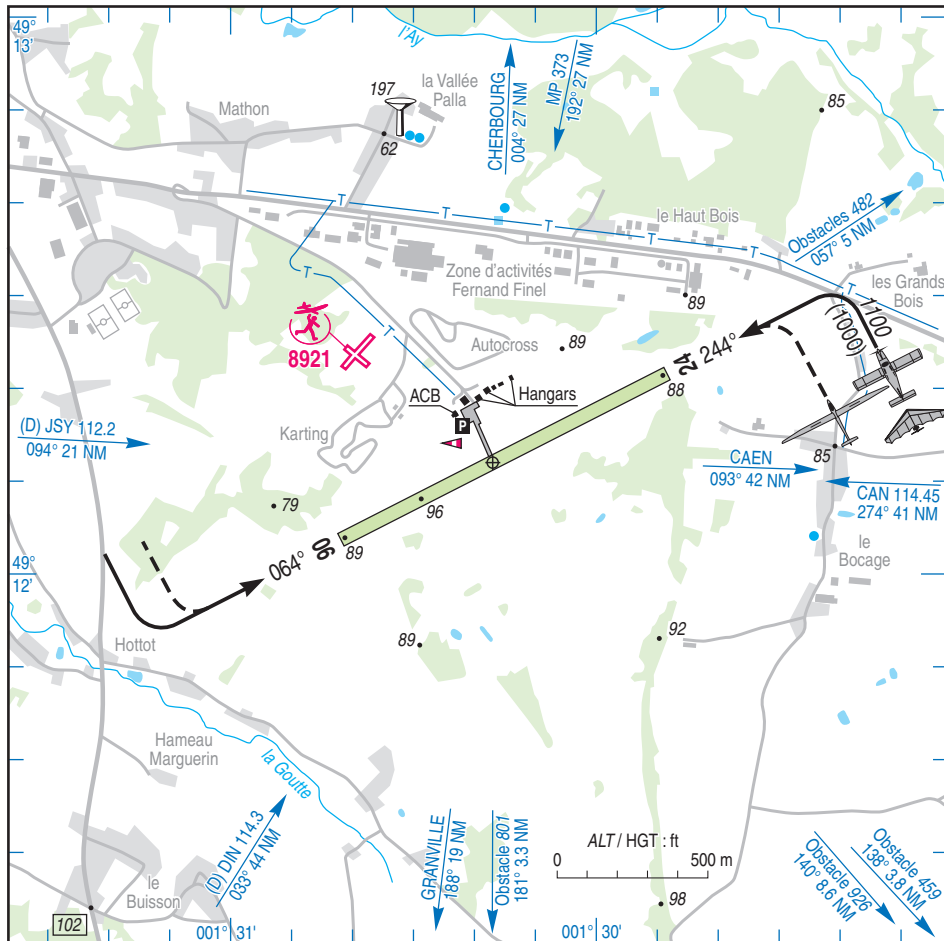 49°
13'
l'Ay
197
la Vallée
Palla
Mathon
62
CHERBOURG
004° 27 NM
MP 373
192° 27 NM
85
T
T
T
T
T
T
T
le Haut Bois
Obstacles 482
057° 5 NM
Zone d'activités
Fernand Finel
les Grands
Bois
89
8921
Autocross
89
1100
(1000)
24
244°
88
ACB
Hangars
P
Karting
(D) JSY 112.2
094° 21 NM
85
CAEN
093° 42 NM
CAN 114.45
274° 41 NM
79
96
06
89
064°
49°
12'
le
Bocage
Hottot
89
92
Hameau
Marguerin
la Goutte
(D) DIN 114.3
033° 44 NM
GRANVILLE
188° 19 NM
Obstacle 801
181° 3.3 NM
ALT / HGT : ft
0
500 m
Obstacle 926
140° 8.6 NM
Obstacle 459
138° 3.8 NM
le
Buisson
102
98
001° 31'
001° 30'